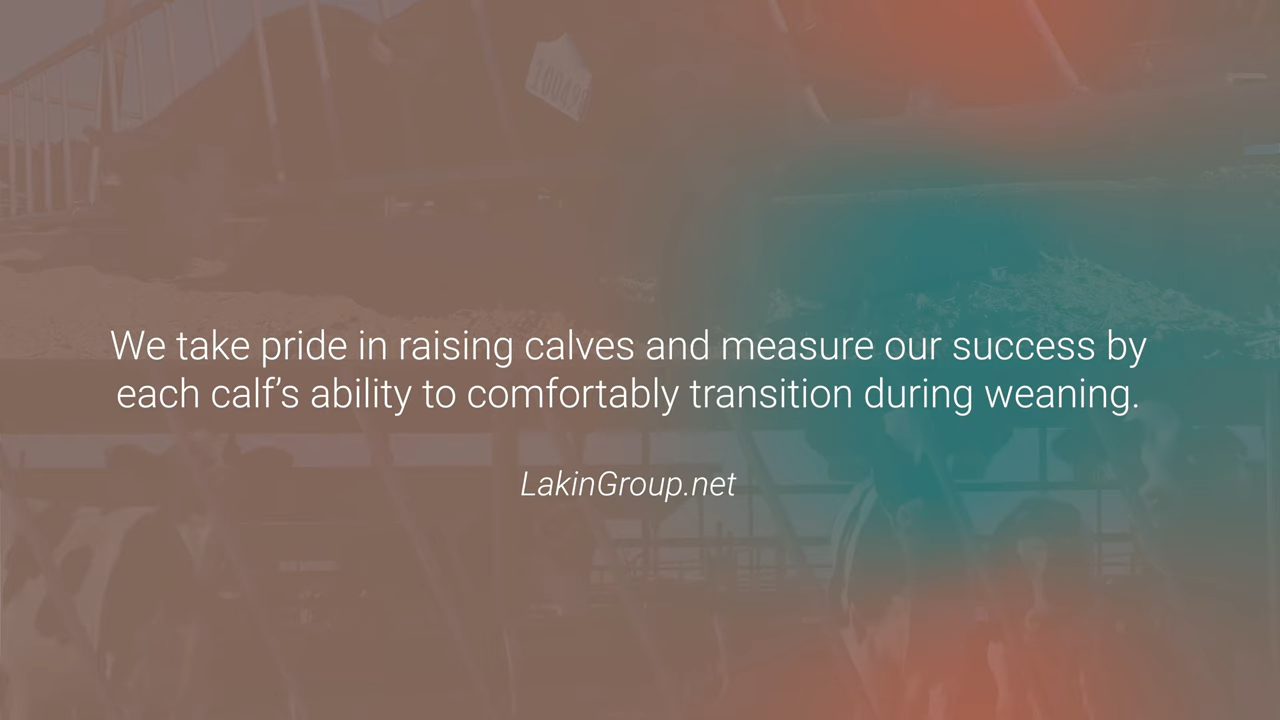 We take pride in raising calves and measure our success by
each calf’s ability to comfortably transition during weaning.
LakinGroup.net